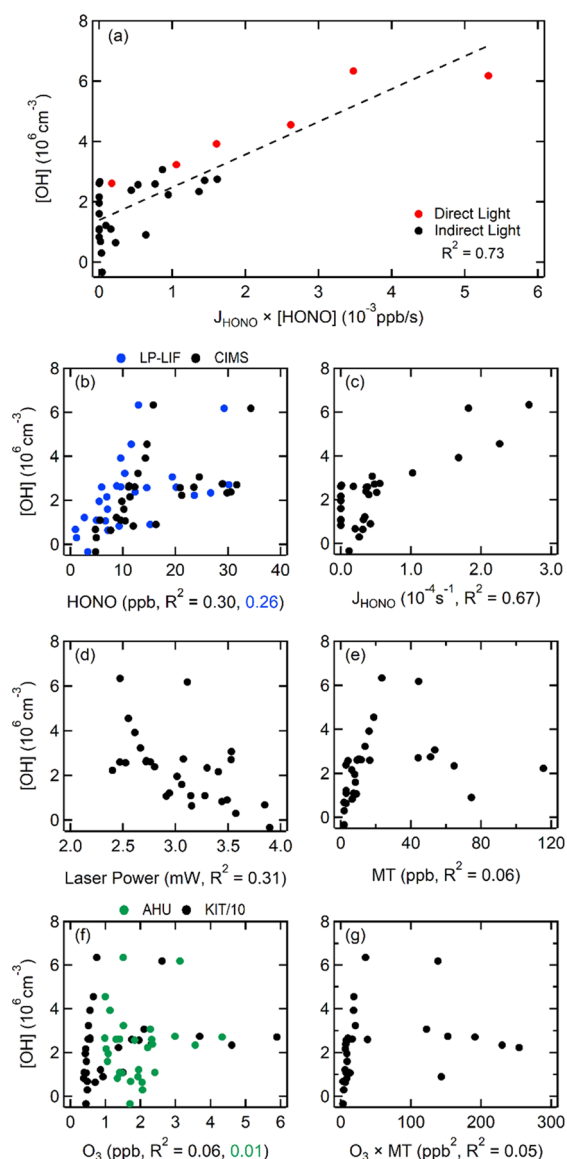 (a)
8
6
4
2
0
[OH] (10⁶cm⁻³)
Direct Light
Indirect Light
R² = 0.73
0 1 2 3 4 5 6
J_HONO × [HONO] (10⁻³ppb/s)
LP-LIF CIMS
(b)
8
6
4
2
0
[OH] (10⁶cm⁻³)
0 10 20 30 40
HONO (ppb, R² = 0.30, 0.26)
(c)
8
6
4
2
0
0.0 1.0 2.0 3.0
J_HONO (10⁻⁴s⁻¹, R² = 0.67)
(d)
8
6
4
2
0
[OH] (10⁶cm⁻³)
2.0 2.5 3.0 3.5 4.0
Laser Power (mW, R² = 0.31)
(e)
8
6
4
2
0
0 40 80 120
MT (ppb, R² = 0.06)
AHU KIT/10
(f)
8
6
4
2
0
[OH] (10⁶cm⁻³)
0 1 2 3 4 5 6
O₃ (ppb, R² = 0.06, 0.01)
(g)
8
6
4
2
0
0 100 200 300
O₃ × MT (ppb², R² = 0.05)